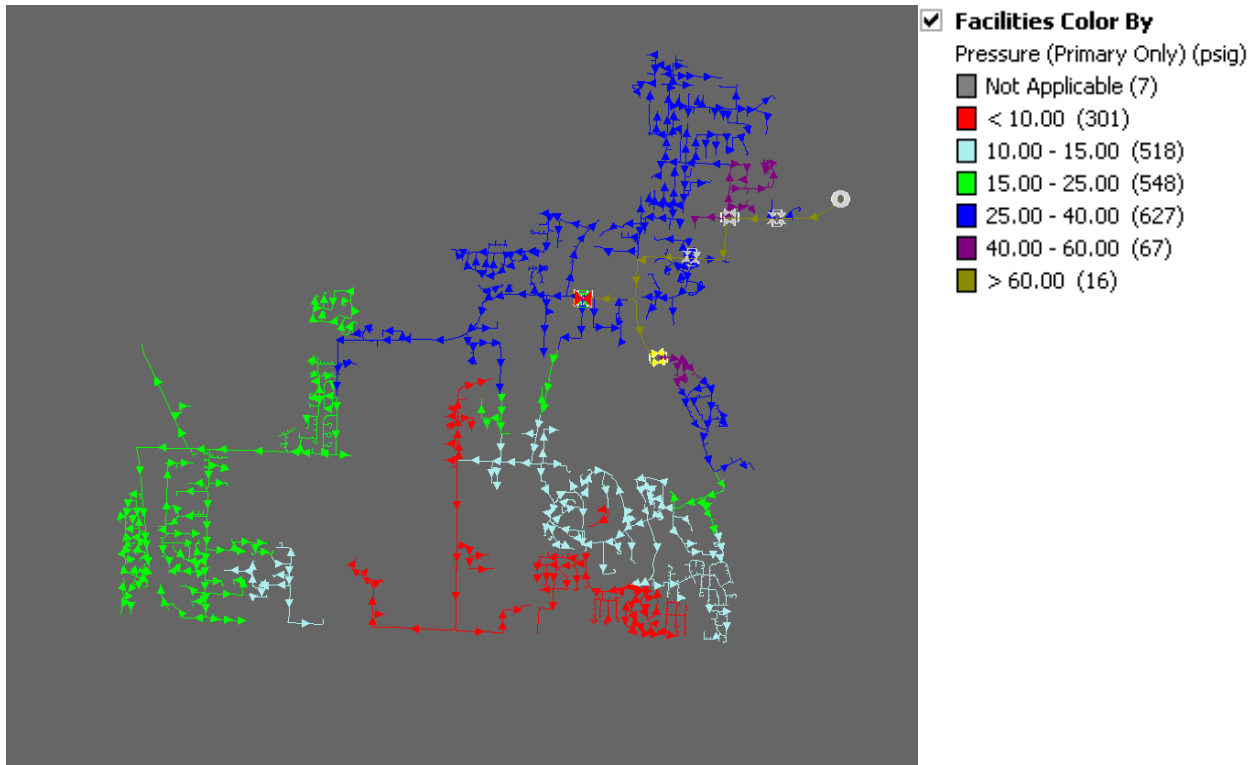 Facilities Color By
Pressure (Primary Only) (psig)
Not Applicable (7)
< 10.00 (301)
10.00 - 15.00 (518)
15.00 - 25.00 (548)
25.00 - 40.00 (627)
40.00 - 60.00 (67)
> 60.00 (16)